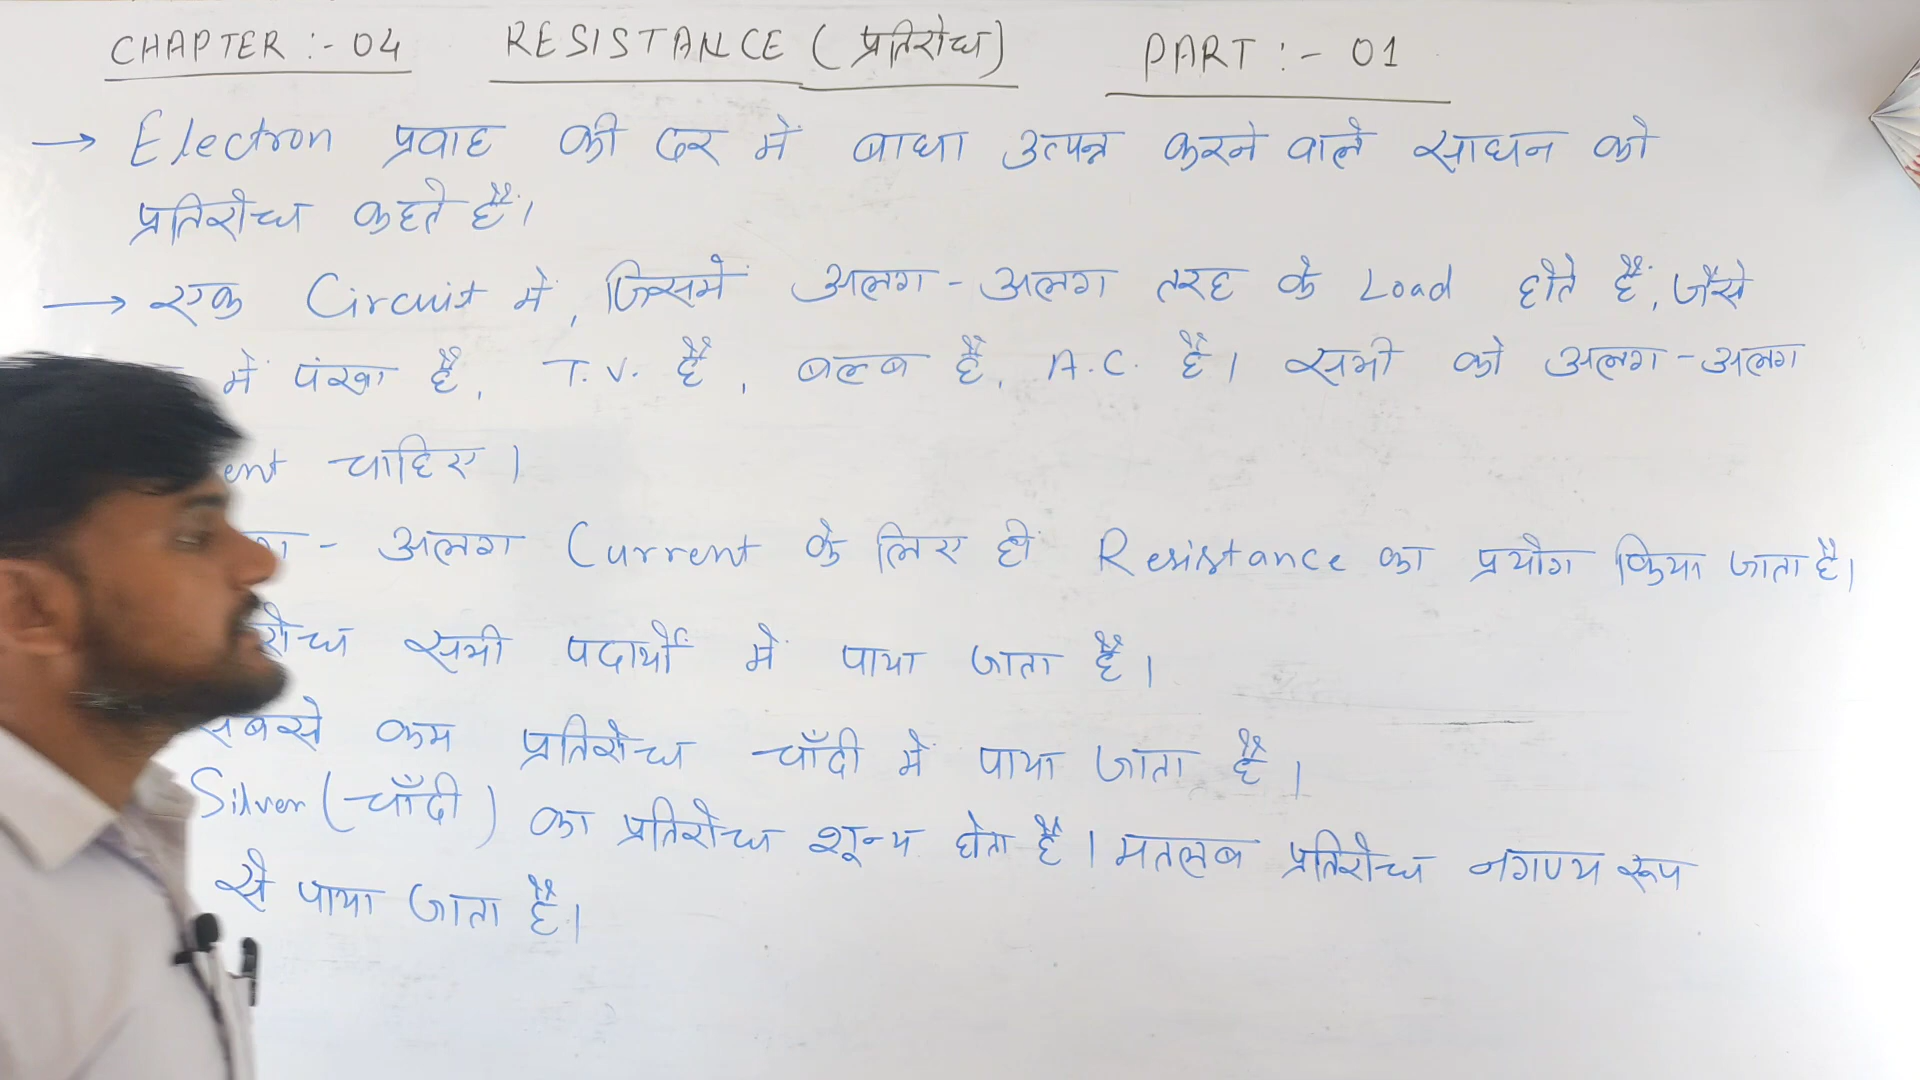 CHAPTER :- 04 RESISTANCE (प्रतिरोध) PART :- 01
→ Electron प्रवाह की दर में बाधा उत्पन्न करने वाले साधन को
प्रतिरोध कहते हैं।
→ एक Circuit में, जिसमें अलग-अलग तरह के Load होते हैं, जैसे
में पंखा है, T.V. है, बल्ब है, A.C. है। सभी को अलग-अलग
ent चाहिए।
- अलग Current के लिए ही Resistance का प्रयोग किया जाता है।
रोध सभी पदार्थों में पाया जाता है।
सबसे कम प्रतिरोध चाँदी में पाया जाता है।
Silver (चाँदी) का प्रतिरोध शून्य होता है। मतलब प्रतिरोध नगण्य रूप
से पाया जाता है।